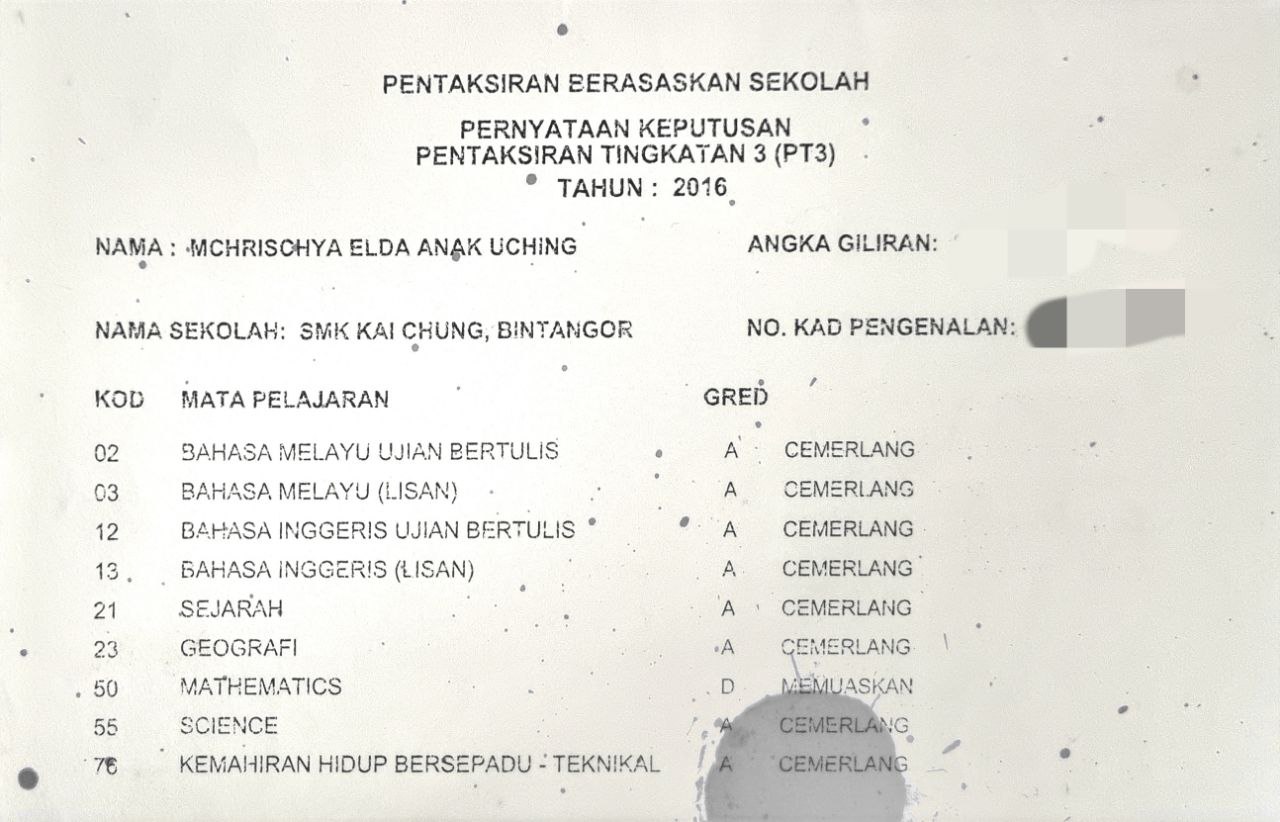 PENTAKSIRAN BERASASKAN SEKOLAH
PERNYATAAN KEPUTUSAN
PENTAKSIRAN TINGKATAN 3 (PT3)
TAHUN : 2016
NAMA : MCHRISCHYA ELDA ANAK UCHING ANGKA GILIRAN:
NAMA SEKOLAH: SMK KAI CHUNG, BINTANGOR NO. KAD PENGENALAN:
KOD MATA PELAJARAN GRED
02 BAHASA MELAYU UJIAN BERTULIS A CEMERLANG
03 BAHASA MELAYU (LISAN) A CEMERLANG
12 BAHASA INGGERIS UJIAN BERTULIS A CEMERLANG
13 BAHASA INGGERIS (LISAN) A CEMERLANG
21 SEJARAH A CEMERLANG
23 GEOGRAFI A CEMERLANG
50 MATHEMATICS D MEMUASKAN
55 SCIENCE A CEMERLANG
76 KEMAHIRAN HIDUP BERSEPADU - TEKNIKAL A CEMERLANG